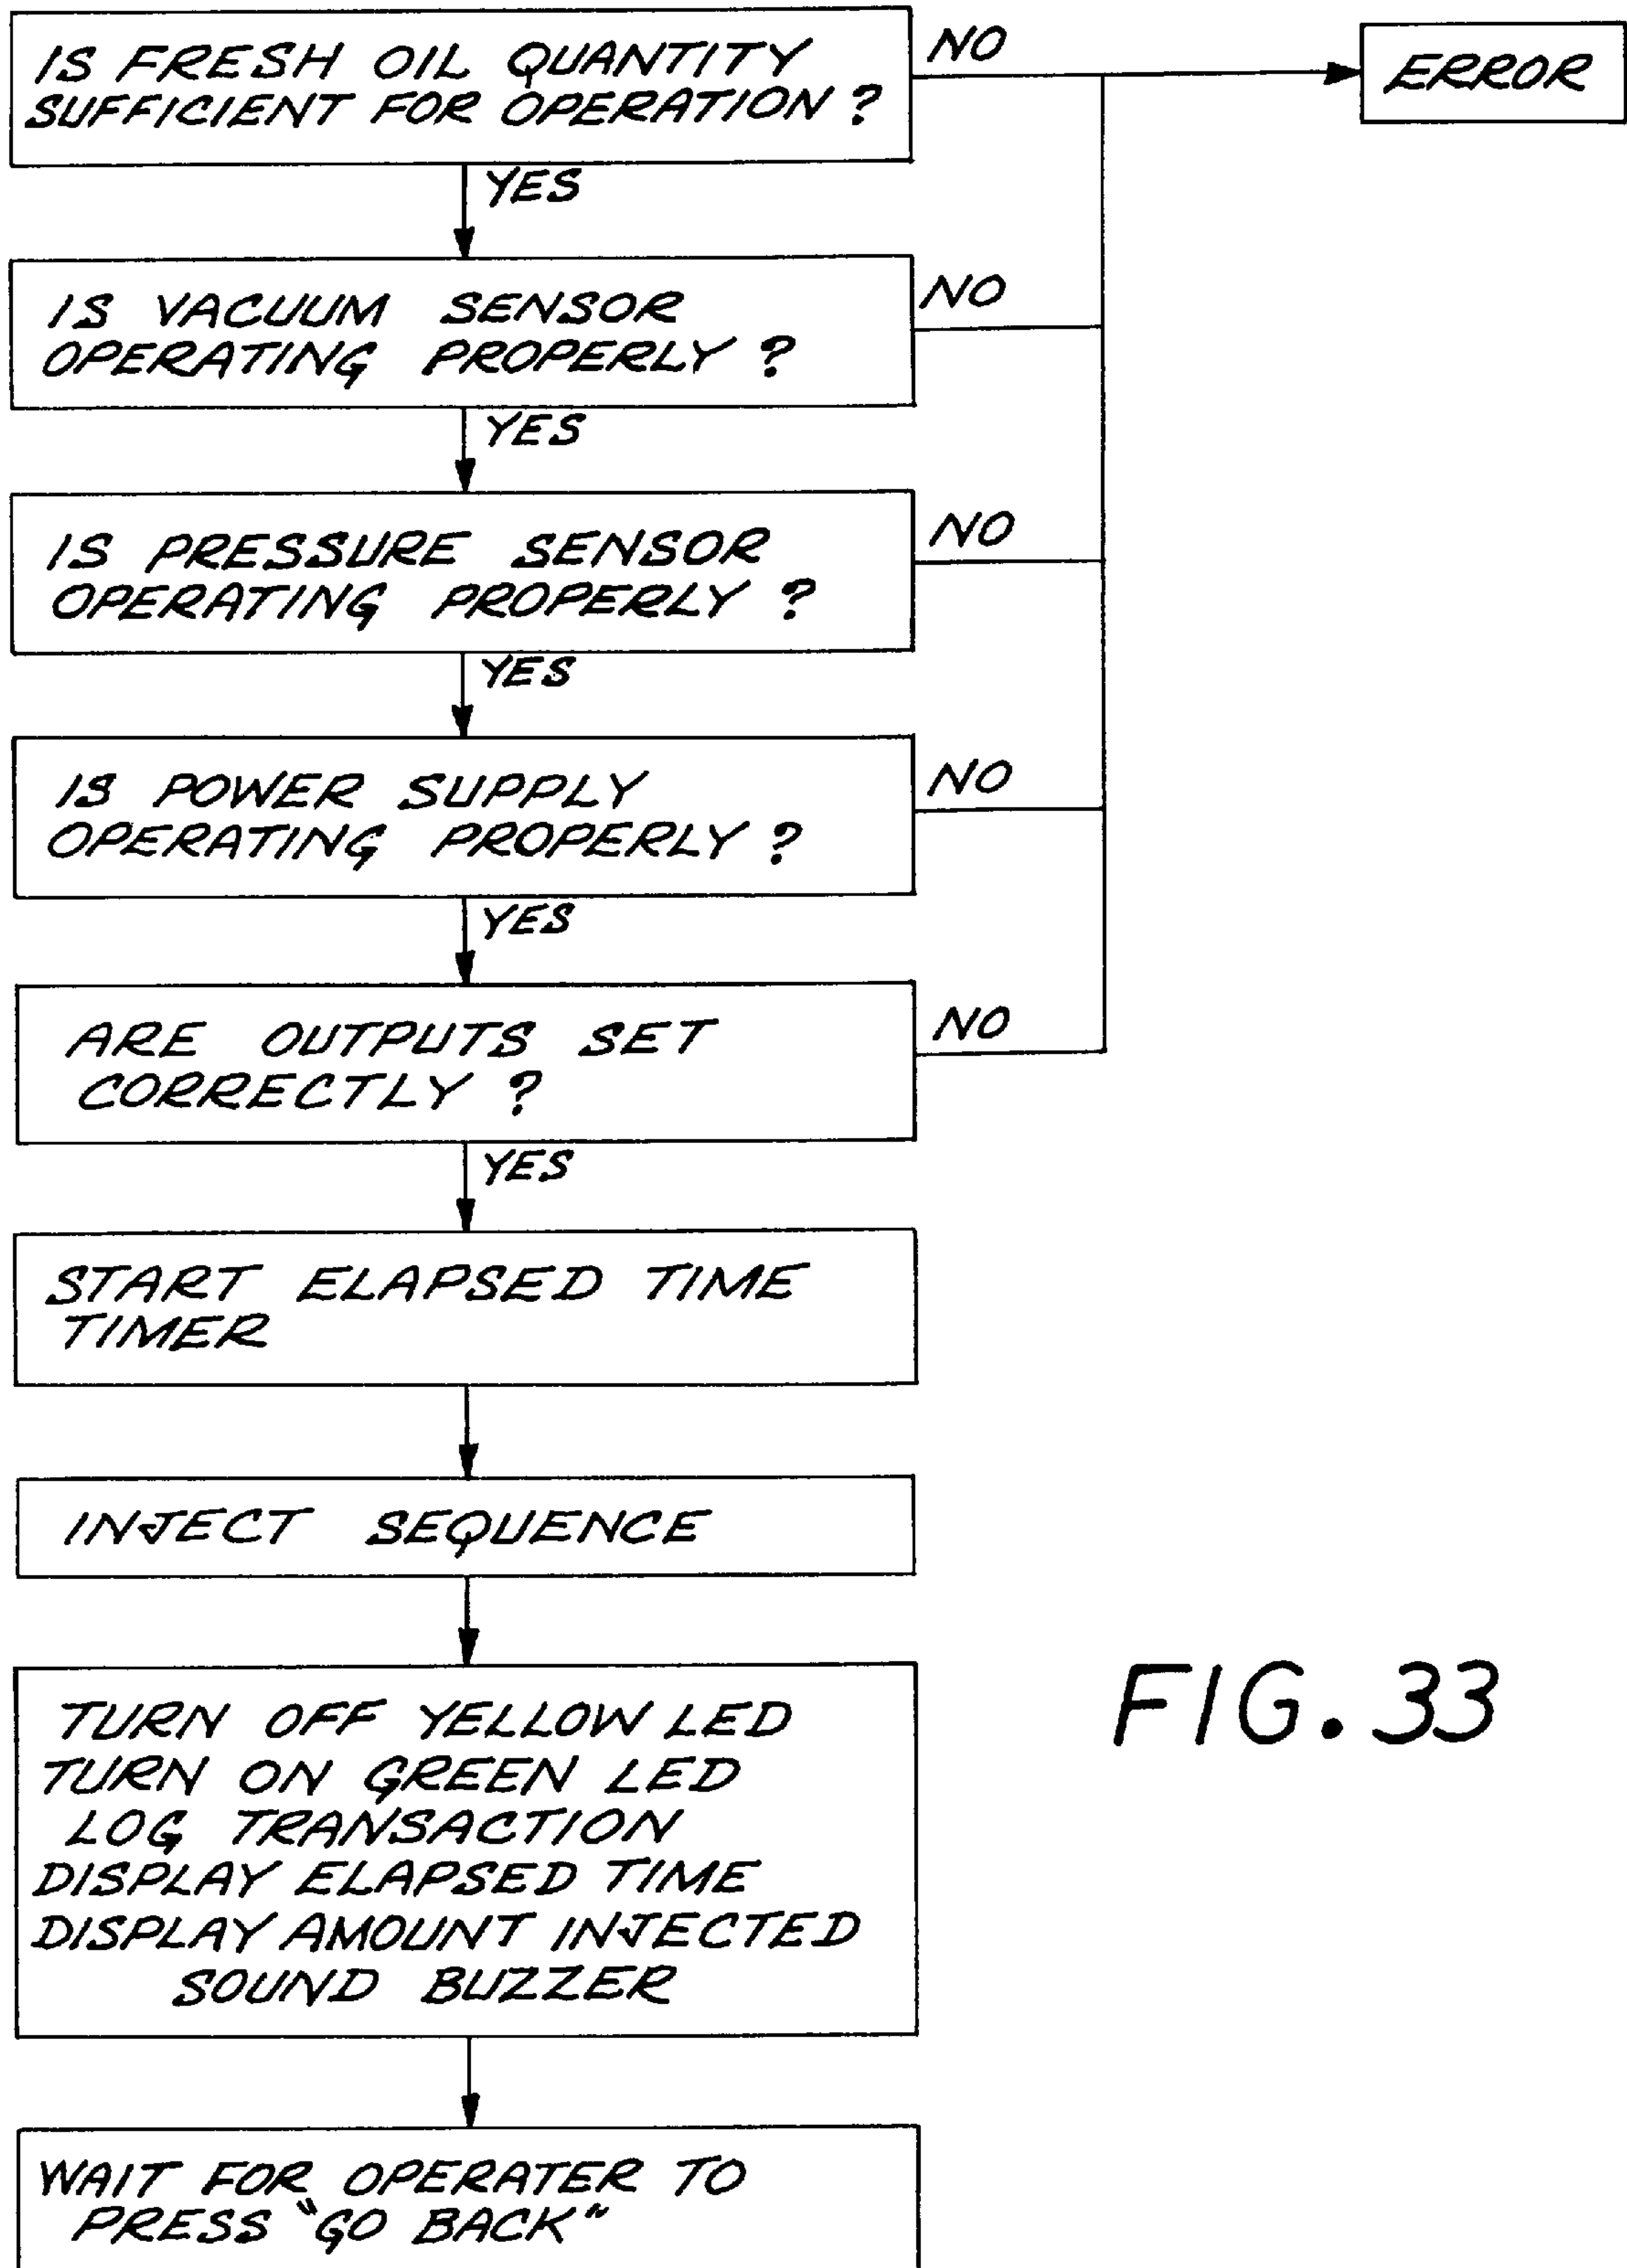 IS FRESH OIL QUANTITY
SUFFICIENT FOR OPERATION ?
NO
ERROR
YES
IS VACUUM SENSOR
OPERATING PROPERLY ?
NO
YES
IS PRESSURE SENSOR
OPERATING PROPERLY ?
NO
YES
IS POWER SUPPLY
OPERATING PROPERLY ?
NO
YES
ARE OUTPUTS SET
CORRECTLY ?
NO
YES
START ELAPSED TIME
TIMER
INJECT SEQUENCE
TURN OFF YELLOW LED
TURN ON GREEN LED
LOG TRANSACTION
DISPLAY ELAPSED TIME
DISPLAY AMOUNT INJECTED
SOUND BUZZER
FIG. 33
WAIT FOR OPERATER TO
PRESS "GO BACK"